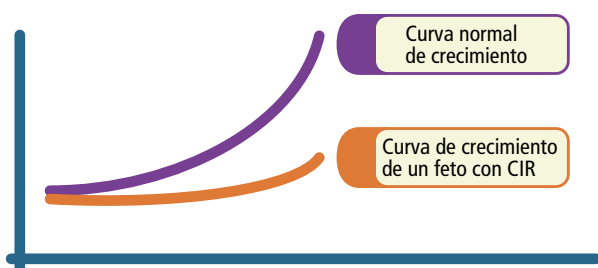 Curva normal
de crecimiento
Curva de crecimiento
de un feto con CIR